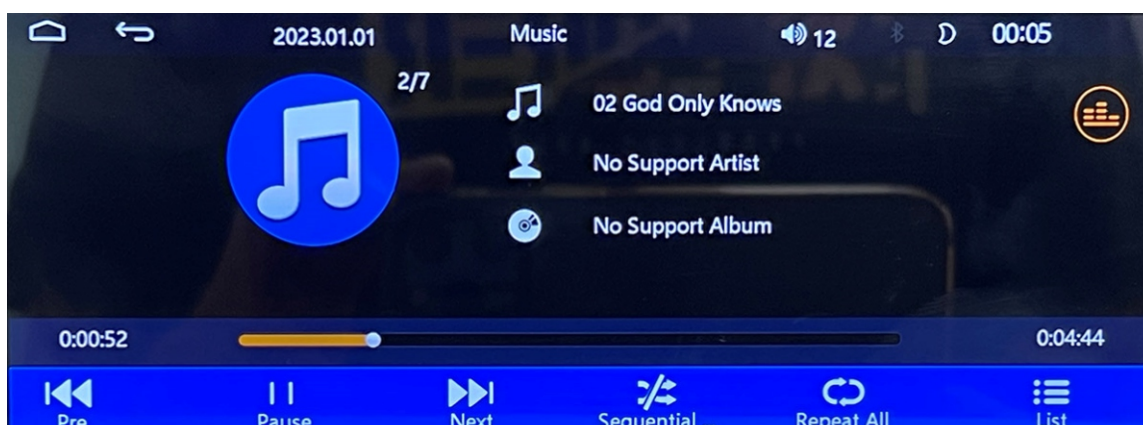 2023.01.01 Music 12 00:05
2/7
02 God Only Knows
No Support Artist
No Support Album
0:00:52 0:04:44
Pre Pause Next Sequential Repeat All List